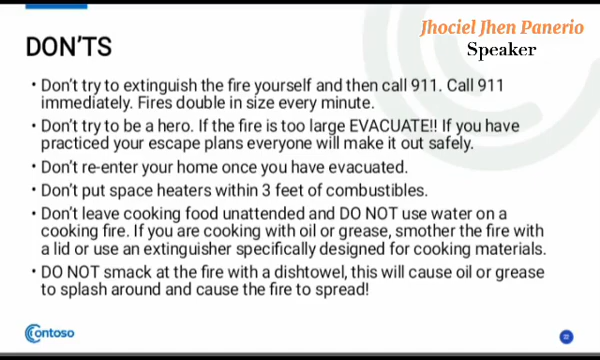 Jhociel Jhen Panerio
Speaker
DON'TS
• Don't try to extinguish the fire yourself and then call 911. Call 911
immediately. Fires double in size every minute.
• Don't try to be a hero. If the fire is too large EVACUATE!! If you have
practiced your escape plans everyone will make it out safely.
• Don't re-enter your home once you have evacuated.
• Don't put space heaters within 3 feet of combustibles.
• Don't leave cooking food unattended and DO NOT use water on a
cooking fire. If you are cooking with oil or grease, smother the fire with
a lid or use an extinguisher specifically designed for cooking materials.
• DO NOT smack at the fire with a dishtowel, this will cause oil or grease
to splash around and cause the fire to spread!
Contoso